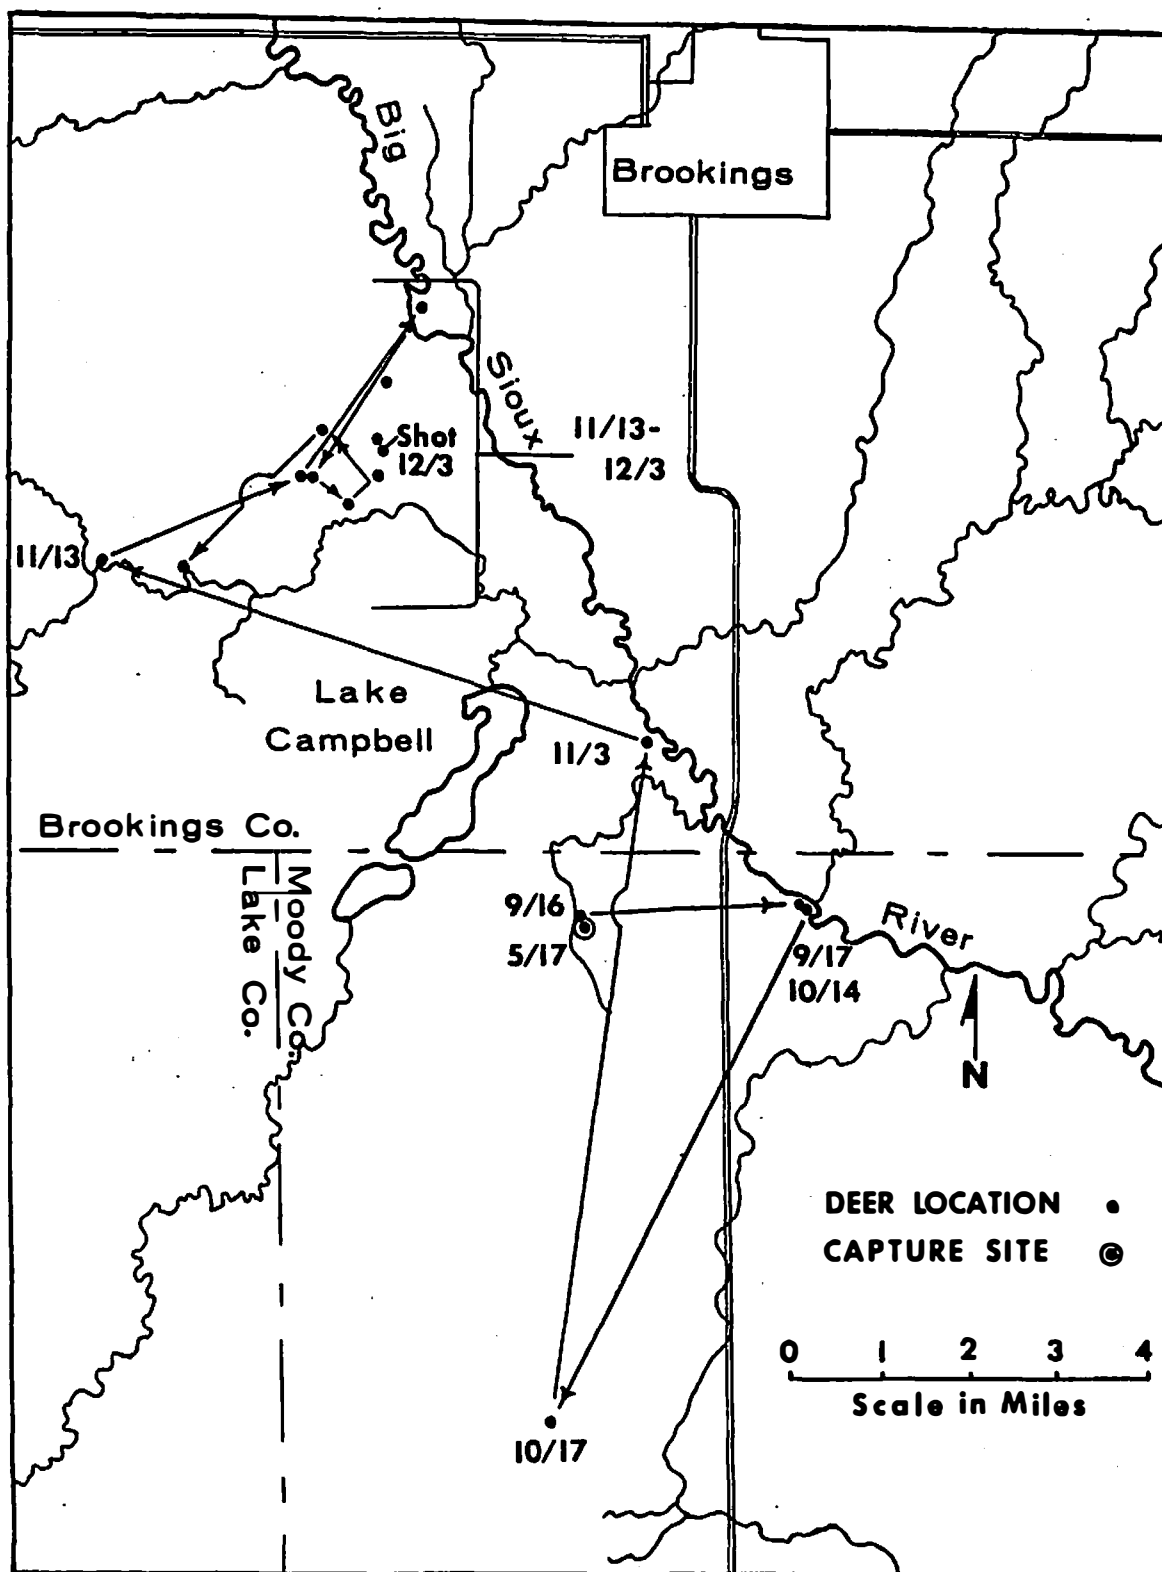 Big
Brookings
Sioux
11/13-
12/3
Shot
12/3
11/13
Lake
Campbell
11/3
Brookings Co.
Moody Co.
Lake Co.
9/16
5/17
River
9/17
10/14
N
DEER LOCATION
CAPTURE SITE
0 1 2 3 4
Scale in Miles
10/17